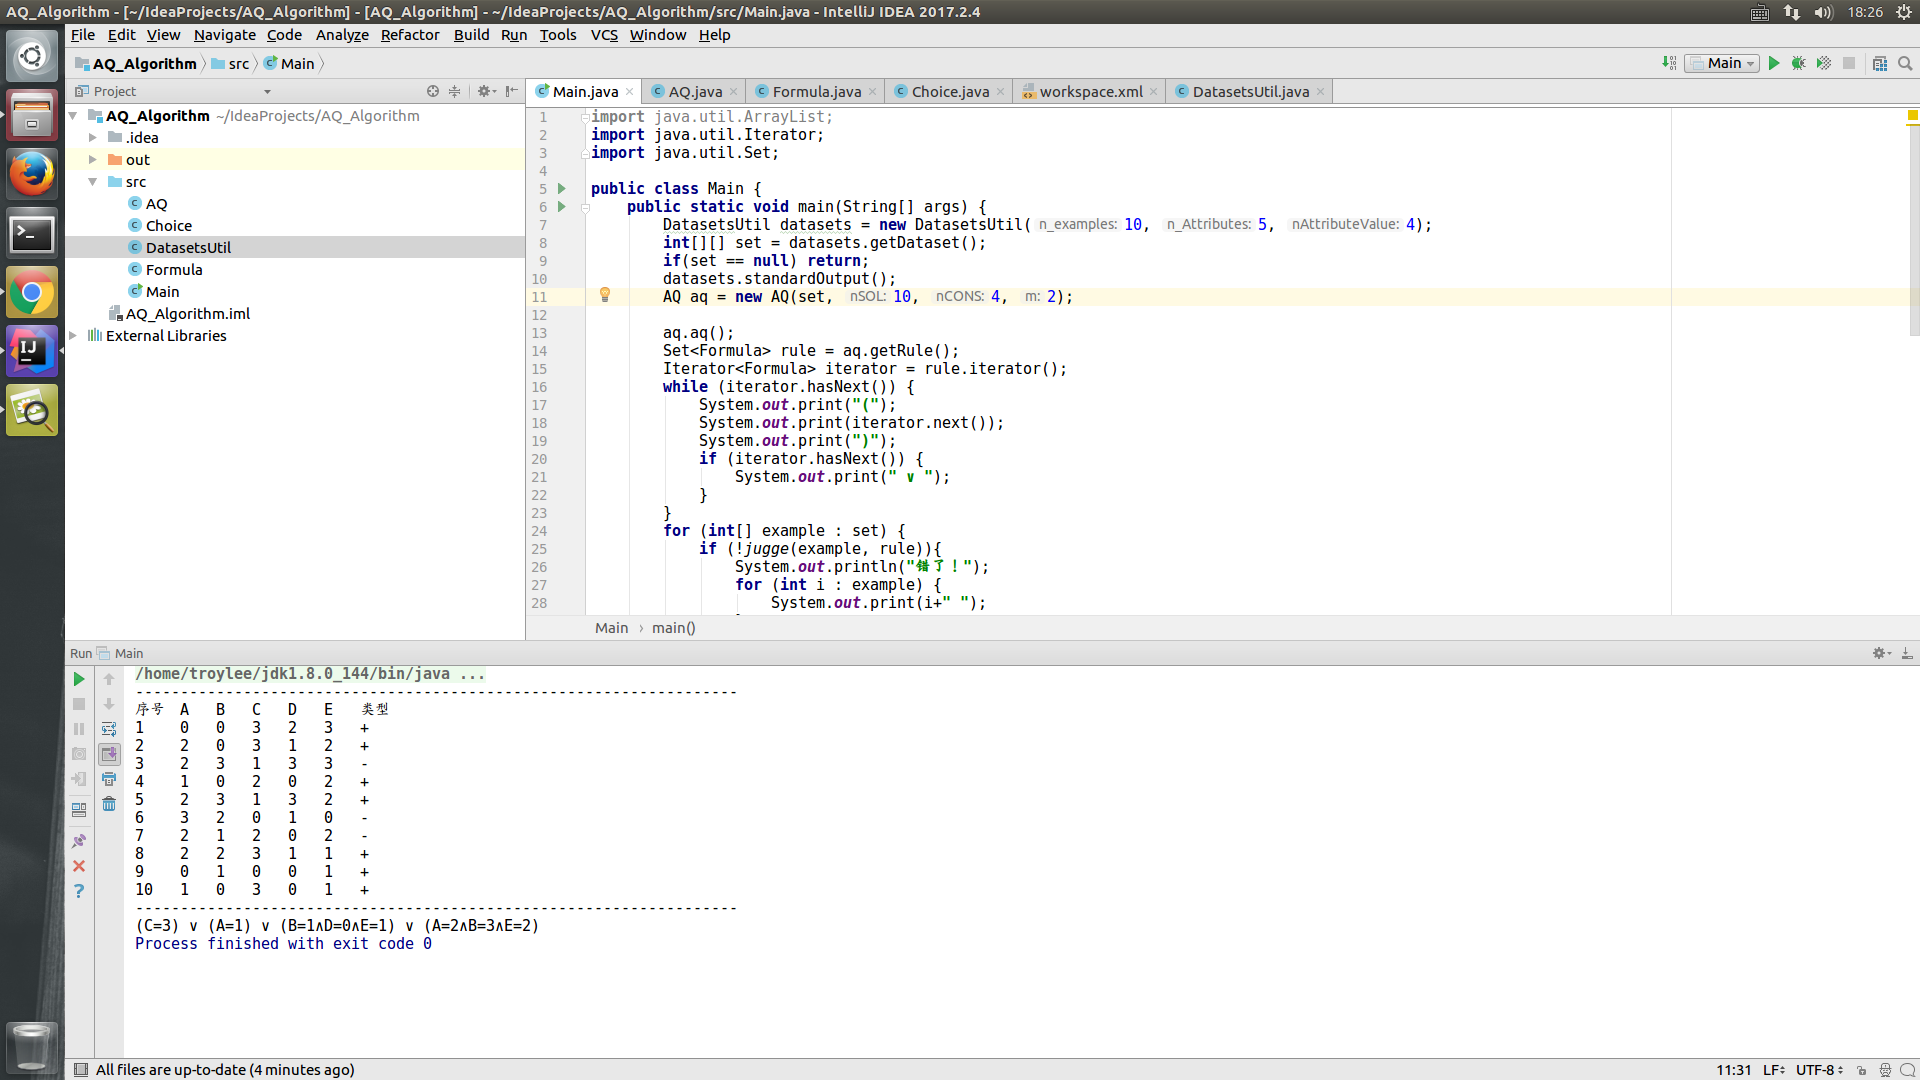 AQ_Algorithm - [~/IdeaProjects/AQ_Algorithm] - [AQ_Algorithm] - ~/IdeaProjects/AQ_Algorithm/src/Main.java - IntelliJ IDEA 2017.2.4
18:26
File Edit View Navigate Code Analyze Refactor Build Run Tools VCS Window Help
AQ_Algorithm src Main
Main
Project
Main.java AQ.java Formula.java Choice.java workspace.xml DatasetsUtil.java
AQ_Algorithm ~/IdeaProjects/AQ_Algorithm
.idea
out
src
AQ
Choice
DatasetsUtil
Formula
Main
AQ_Algorithm.iml
External Libraries
1 import java.util.ArrayList;
2 import java.util.Iterator;
3 import java.util.Set;
4
5 public class Main {
6 public static void main(String[] args) {
7 DatasetsUtil datasets = new DatasetsUtil( n_examples: 10, n_Attributes: 5, nAttributeValue: 4);
8 int[][] set = datasets.getDataset();
9 if(set == null) return;
10 datasets.standardOutput();
11 AQ aq = new AQ(set, nSOL: 10, nCONS: 4, m: 2);
12
13 aq.aq();
14 Set<Formula> rule = aq.getRule();
15 Iterator<Formula> iterator = rule.iterator();
16 while (iterator.hasNext()) {
17 System.out.print("(");
18 System.out.print(iterator.next());
19 System.out.print(")");
20 if (iterator.hasNext()) {
21 System.out.print(" ∨ ");
22 }
23 }
24 for (int[] example : set) {
25 if (!jugge(example, rule)){
26 System.out.println("错了！");
27 for (int i : example) {
28 System.out.print(i+" ");
Main › main()
Run Main
/home/troylee/jdk1.8.0_144/bin/java ...
-------------------------------------------------------------------
序号 A B C D E 类型
1 0 0 3 2 3 +
2 2 0 3 1 2 +
3 2 3 1 3 3 -
4 1 0 2 0 2 +
5 2 3 1 3 2 +
6 3 2 0 1 0 -
7 2 1 2 0 2 -
8 2 2 3 1 1 +
9 0 1 0 0 1 +
10 1 0 3 0 1 +
-------------------------------------------------------------------
(C=3) ∨ (A=1) ∨ (B=1∧D=0∧E=1) ∨ (A=2∧B=3∧E=2)
Process finished with exit code 0
All files are up-to-date (4 minutes ago)
11:31 LF UTF-8